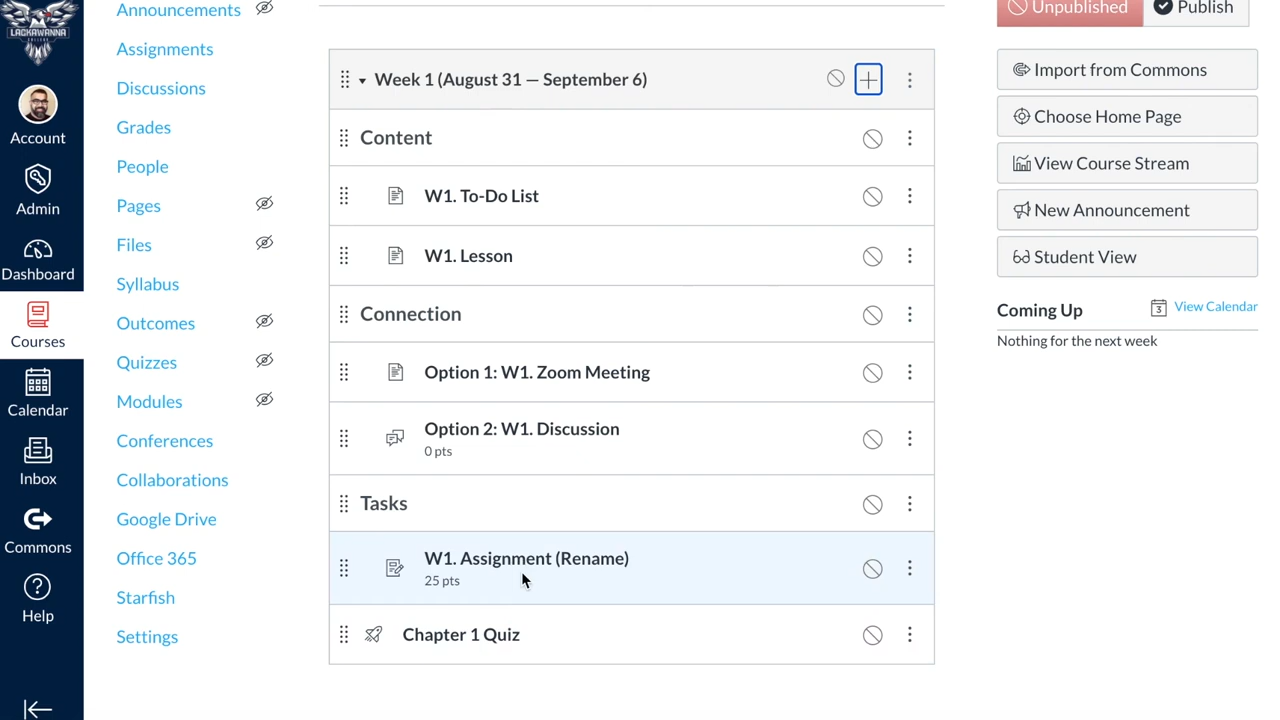 LACKAWANNA
COLLEGE
Account
Admin
Dashboard
Courses
Calendar
Inbox
Commons
Help
Announcements
Assignments
Discussions
Grades
People
Pages
Files
Syllabus
Outcomes
Quizzes
Modules
Conferences
Collaborations
Google Drive
Office 365
Starfish
Settings
Week 1 (August 31 — September 6)
Content
W1. To-Do List
W1. Lesson
Connection
Option 1: W1. Zoom Meeting
Option 2: W1. Discussion
0 pts
Tasks
W1. Assignment (Rename)
25 pts
Chapter 1 Quiz
Unpublished
Publish
Import from Commons
Choose Home Page
View Course Stream
New Announcement
Student View
Coming Up
3
View Calendar
Nothing for the next week